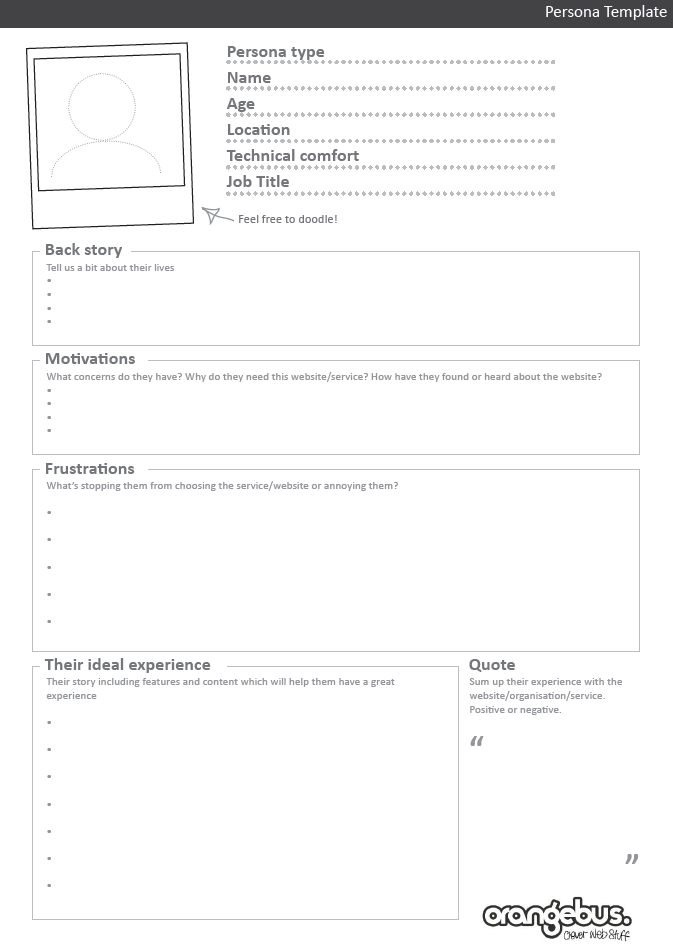 Persona Template
Persona type
Name
Age
Location
Technical comfort
Job Title
Feel free to doodle!
Back story
Tell us a bit about their lives
•
•
•
•
Motivations
What concerns do they have? Why do they need this website/service? How have they found or heard about the website?
•
•
•
•
Frustrations
What's stopping them from choosing the service/website or annoying them?
•
•
•
•
•
Their ideal experience
Their story including features and content which will help them have a great
experience
•
•
•
•
•
•
•
Quote
Sum up their experience with the
website/organisation/service.
Positive or negative.
“
”
orangebus.
Clever Web Stuff